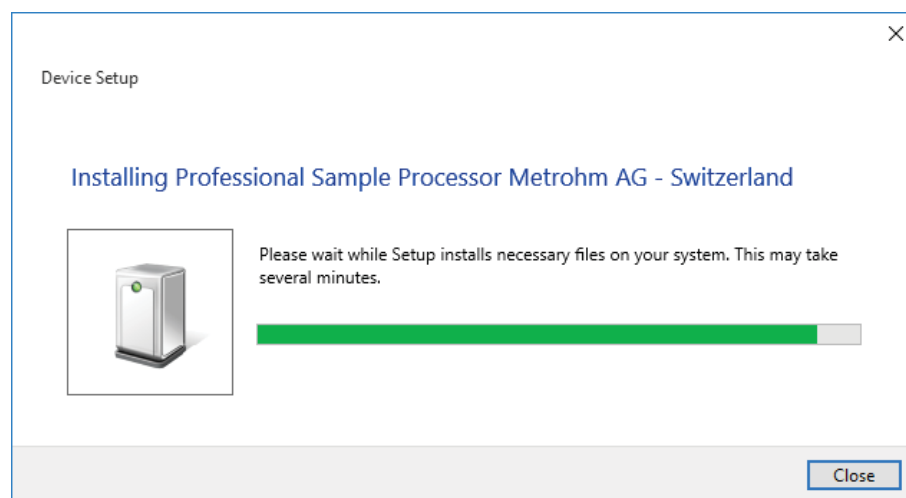 Device Setup
Installing Professional Sample Processor Metrohm AG - Switzerland
Please wait while Setup installs necessary files on your system. This may take
several minutes.
Close